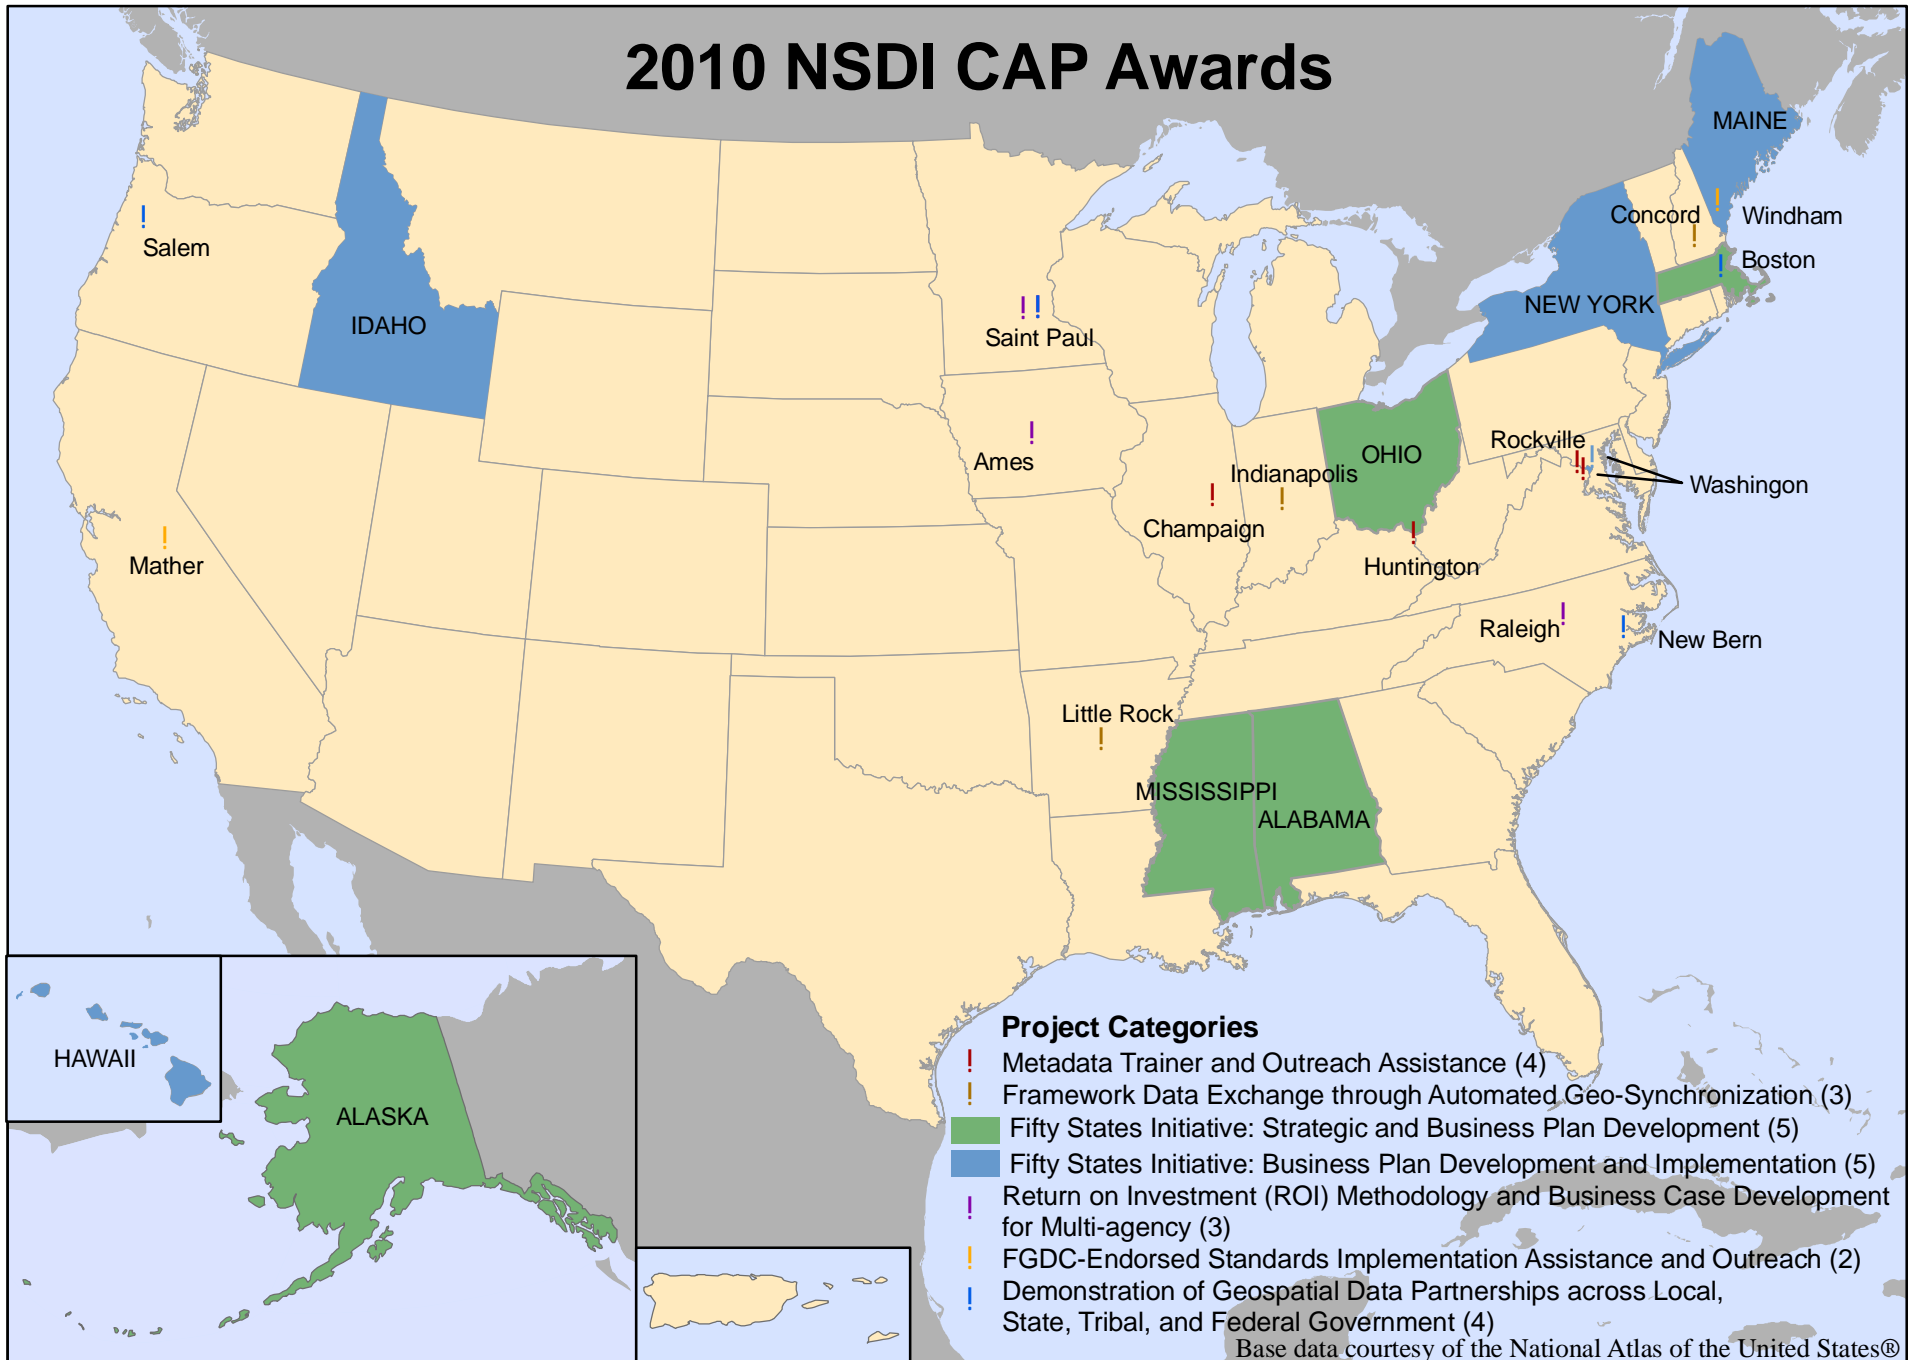 2010 NSDI CAP Awards
MAINE
Concord
Windham
Salem
Boston
NEW YORK
IDAHO
Saint Paul
Rockville
OHIO
Ames
Indianapolis
Washingon
Champaign
Mather
Huntington
Raleigh
New Bern
Little Rock
MISSISSIPPI
ALABAMA
HAWAII
ALASKA
Project Categories
! Metadata Trainer and Outreach Assistance (4)
! Framework Data Exchange through Automated Geo-Synchronization (3)
Fifty States Initiative: Strategic and Business Plan Development (5)
Fifty States Initiative: Business Plan Development and Implementation (5)
! Return on Investment (ROI) Methodology and Business Case Development
for Multi-agency (3)
! FGDC-Endorsed Standards Implementation Assistance and Outreach (2)
! Demonstration of Geospatial Data Partnerships across Local,
State, Tribal, and Federal Government (4)
Base data courtesy of the National Atlas of the United States®